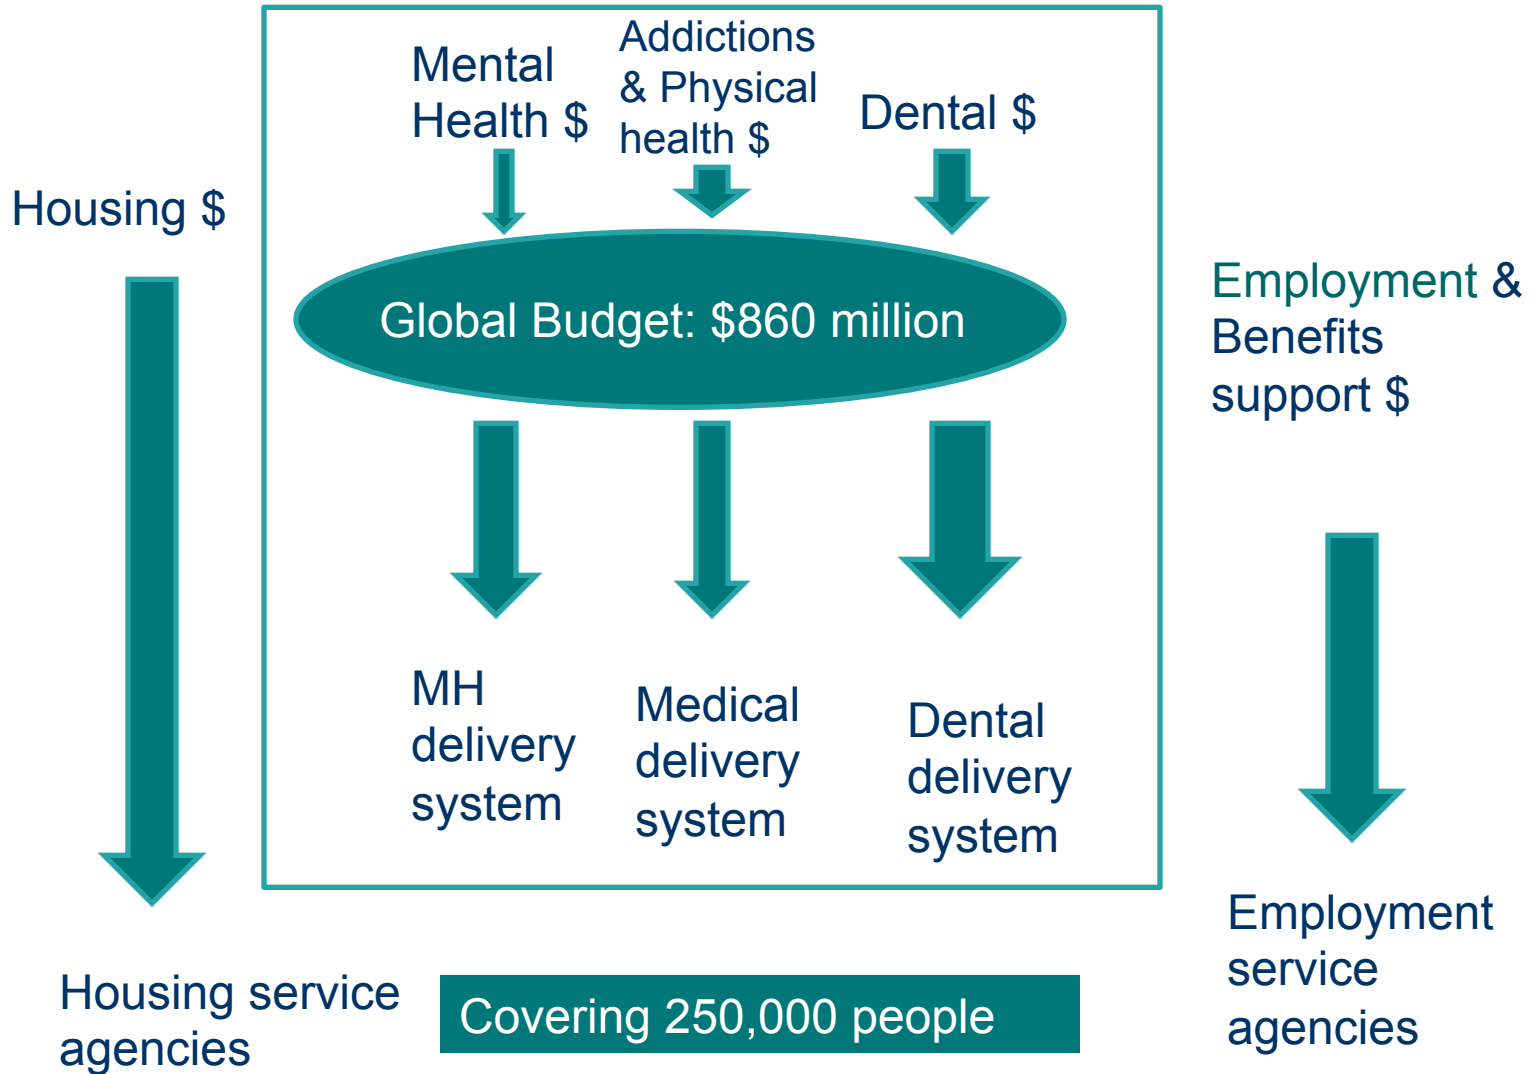 Mental
Health $
Addictions
& Physical
health $
Dental $
Housing $
Global Budget: $860 million
Employment &
Benefits
support $
MH
delivery
system
Medical
delivery
system
Dental
delivery
system
Housing service
agencies
Covering 250,000 people
Employment
service
agencies